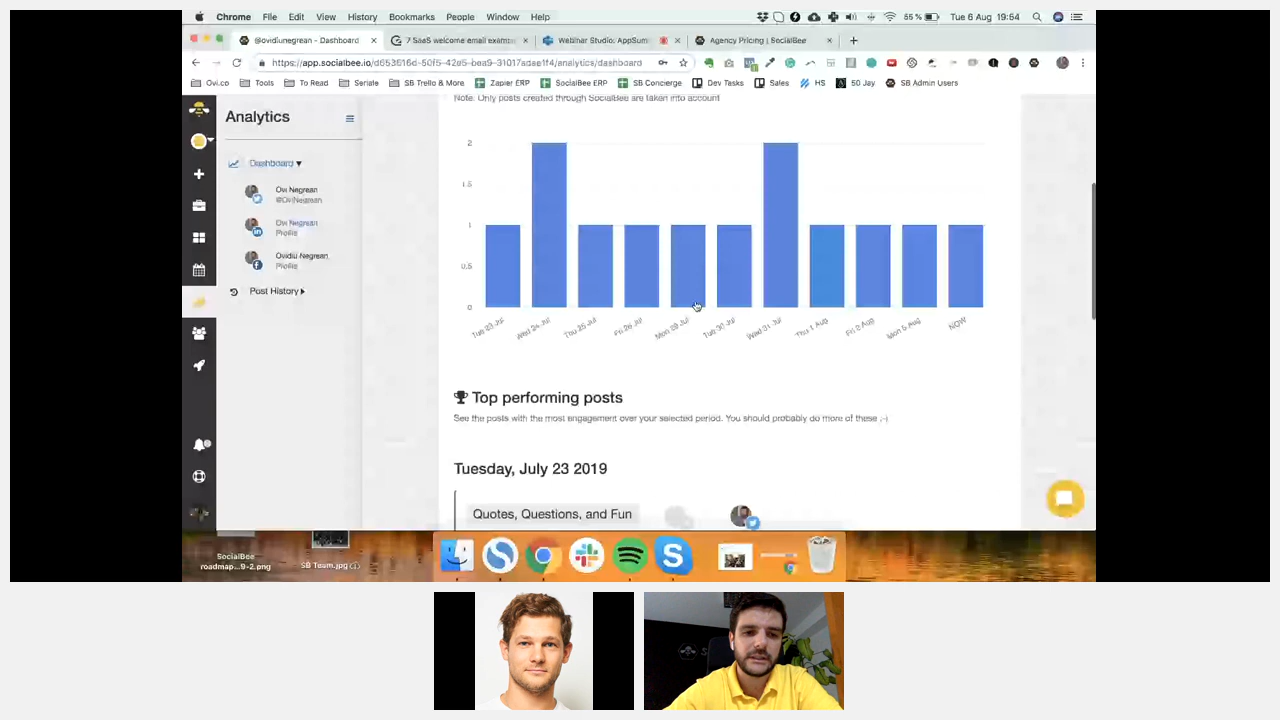 Chrome File Edit View History Bookmarks People Window Help
55 % Tue 6 Aug 19:54
@ovidiunegrean - Dashboard
7 SaaS welcome email examp
Webinar Studio: AppSum
Agency Pricing | SocialBee
Ovi.co Tools To Read Seriale SB Trello & More Zapier ERP SocialBee ERP SB Concierge Dev Tasks Sales HS 50 Jay SB Admin Users
Analytics
Dashboard
Ovi Negrean
@OviNegrean
Ovi Negrean
Profile
Ovidiu Negrean
Profile
Post History
Note: Only posts created through SocialBee are taken into account
2
1.5
1
0.5
0
Tue 23 Jul
Wed 24 Jul
Thu 25 Jul
Fri 26 Jul
Mon 29 Jul
Tue 30 Jul
Wed 31 Jul
Thu 1 Aug
Fri 2 Aug
Mon 5 Aug
NOW
Top performing posts
See the posts with the most engagement over your selected period. You should probably do more of these ;-)
Tuesday, July 23 2019
Quotes, Questions, and Fun
SocialBee
roadmap...9-2.png
SB Team.jpg